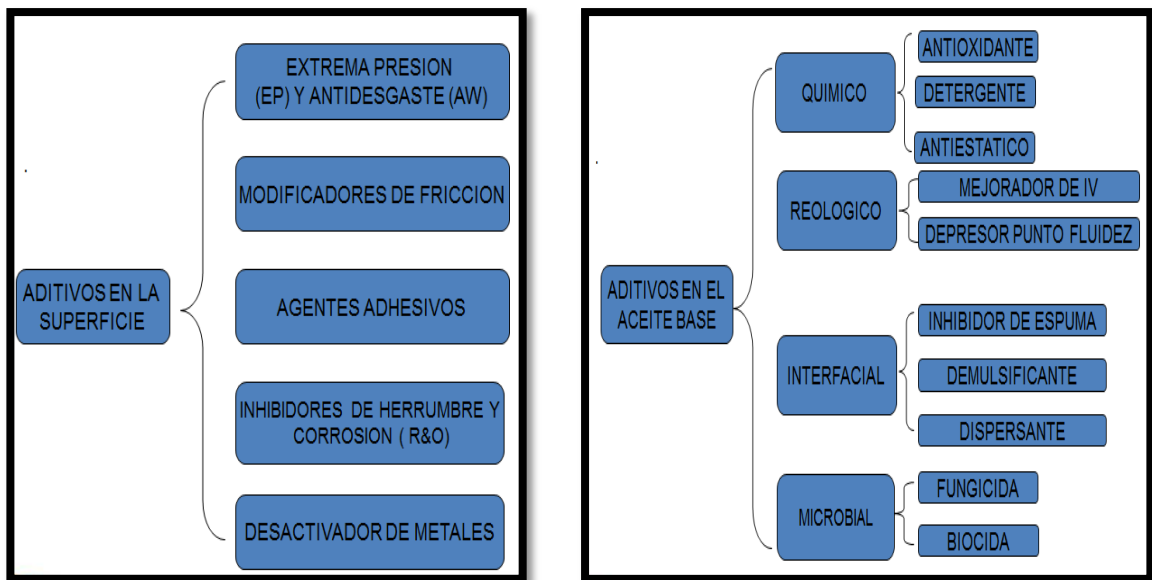 ADITIVOS EN LA
SUPERFICIE
EXTREMA PRESION
(EP) Y ANTIDESGASTE (AW)
MODIFICADORES DE FRICCION
AGENTES ADHESIVOS
INHIBIDORES DE HERRUMBRE Y
CORROSION ( R&O)
DESACTIVADOR DE METALES
ADITIVOS EN EL
ACEITE BASE
QUIMICO
ANTIOXIDANTE
DETERGENTE
ANTIESTATICO
REOLOGICO
MEJORADOR DE IV
DEPRESOR PUNTO FLUIDEZ
INTERFACIAL
INHIBIDOR DE ESPUMA
DEMULSIFICANTE
DISPERSANTE
MICROBIAL
FUNGICIDA
BIOCIDA